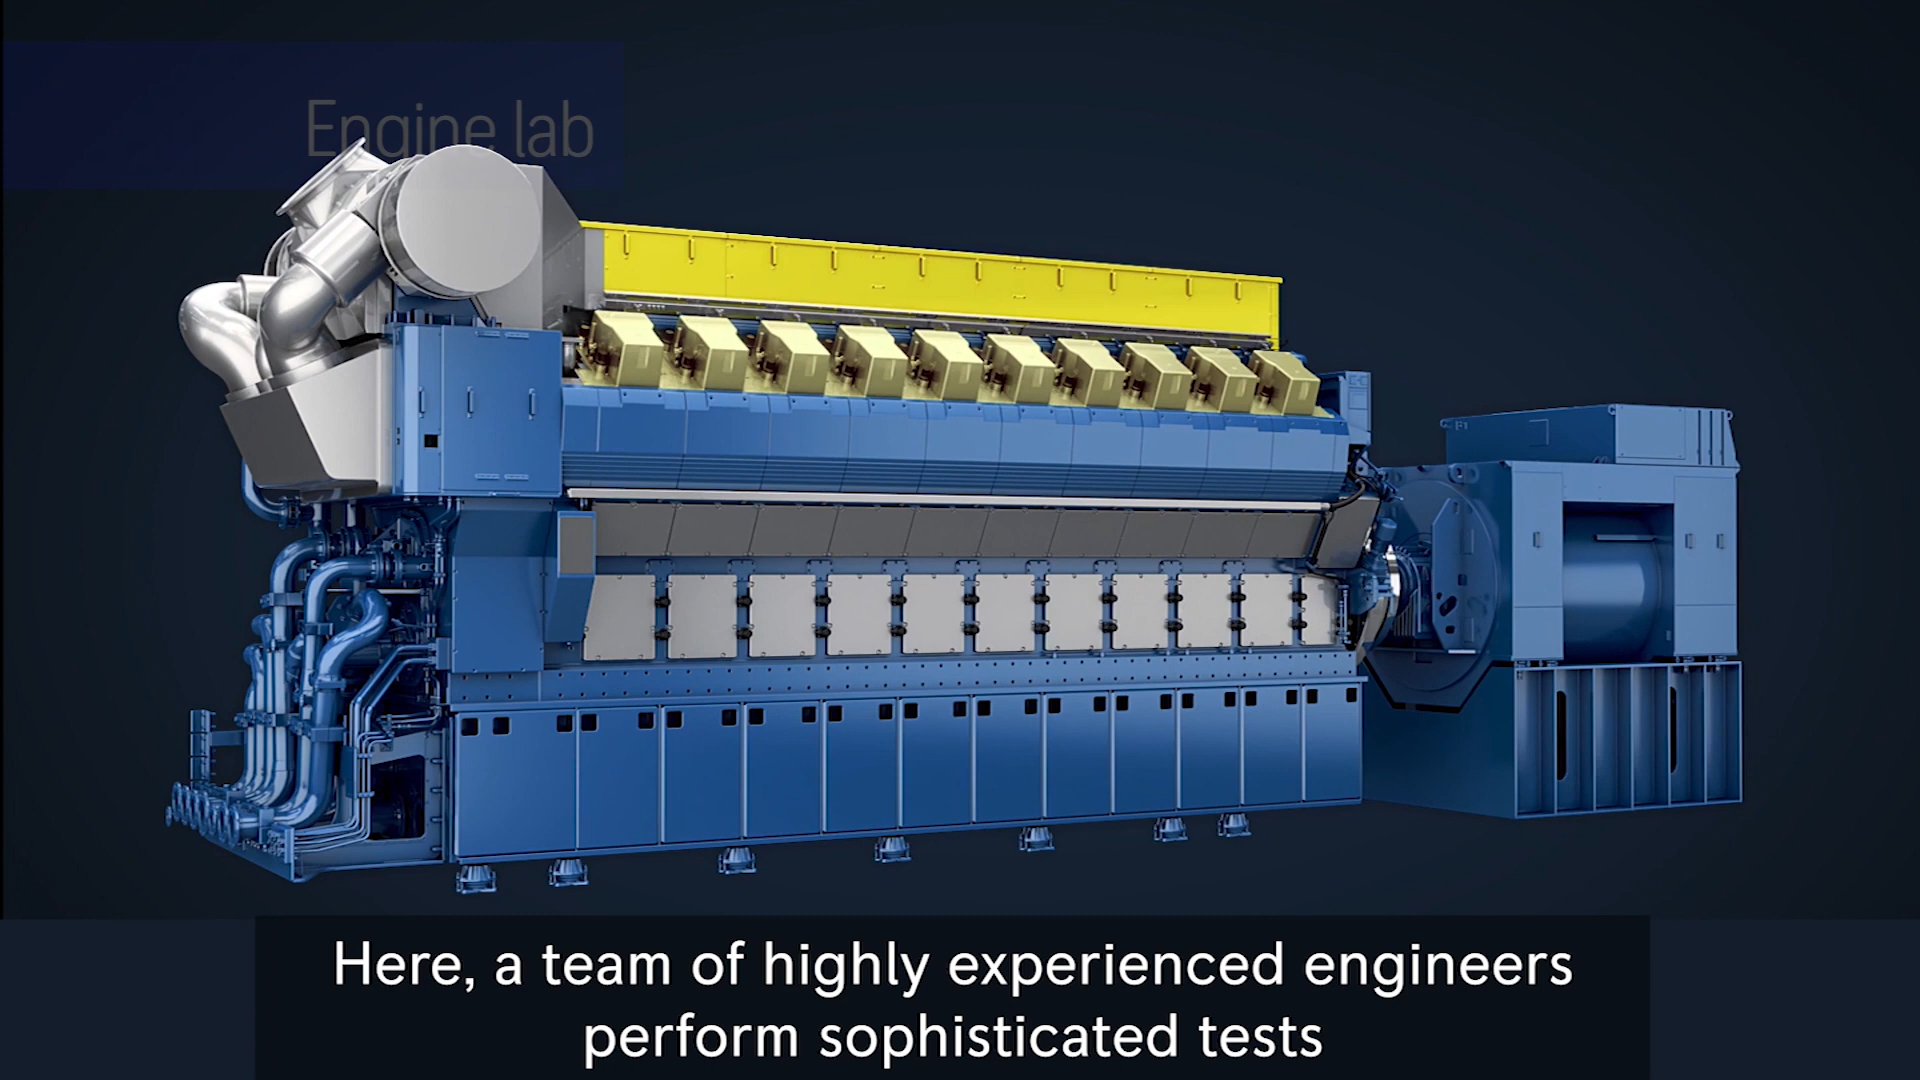 Engine lab
Here, a team of highly experienced engineers
perform sophisticated tests